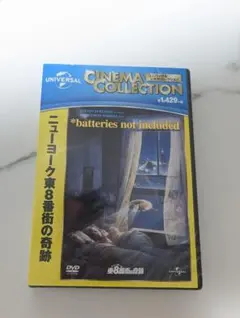 UNIVERSAL
CINEMA
COLLECTION
¥1,429+税
*batteries not included
ニューヨーク東8番街の奇跡
DVD